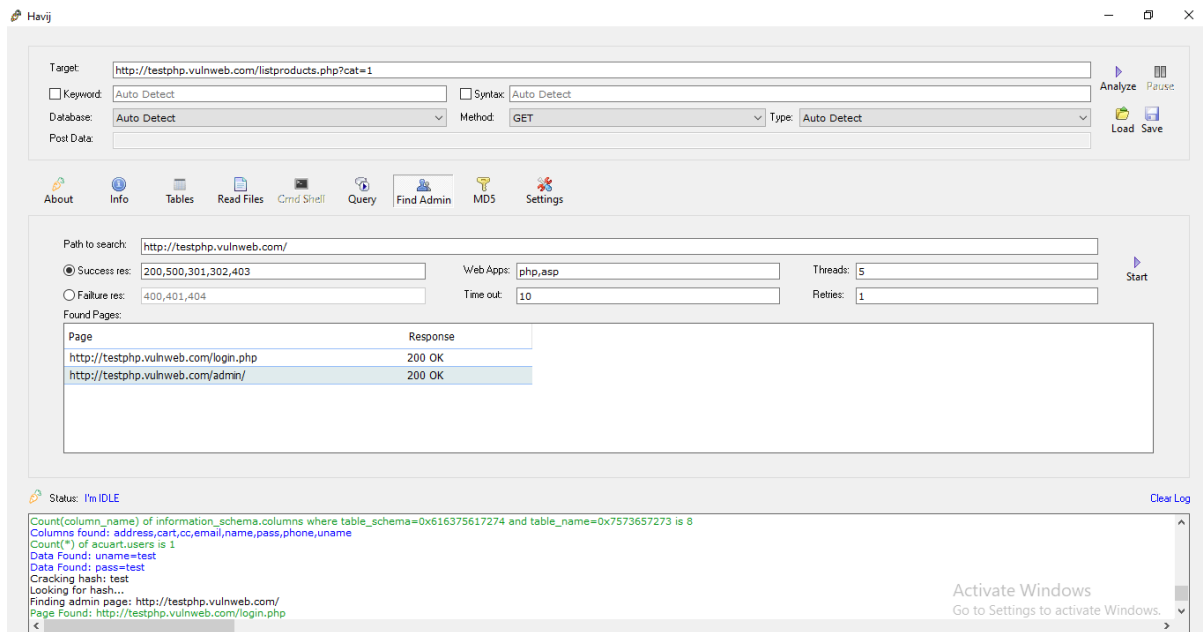 Havij
Target: http://testphp.vulnweb.com/listproducts.php?cat=1
Analyze Pause
Keyword: Auto Detect Syntax: Auto Detect
Database: Auto Detect Method: GET Type: Auto Detect
Load Save
Post Data:
About Info Tables Read Files Cmd Shell Query Find Admin MD5 Settings
Path to search: http://testphp.vulnweb.com/
Success res: 200,500,301,302,403 Web Apps: php,asp Threads: 5
Start
Failture res: 400,401,404 Time out: 10 Retries: 1
Found Pages:
Page Response
http://testphp.vulnweb.com/login.php 200 OK
http://testphp.vulnweb.com/admin/ 200 OK
Status: I'm IDLE Clear Log
Count(column_name) of information_schema.columns where table_schema=0x616375617274 and table_name=0x7573657273 is 8
Columns found: address,cart,cc,email,name,pass,phone,uname
Count(*) of acuart.users is 1
Data Found: uname=test
Data Found: pass=test
Cracking hash: test
Looking for hash...
Finding admin page: http://testphp.vulnweb.com/
Page Found: http://testphp.vulnweb.com/login.php
Activate Windows
Go to Settings to activate Windows.